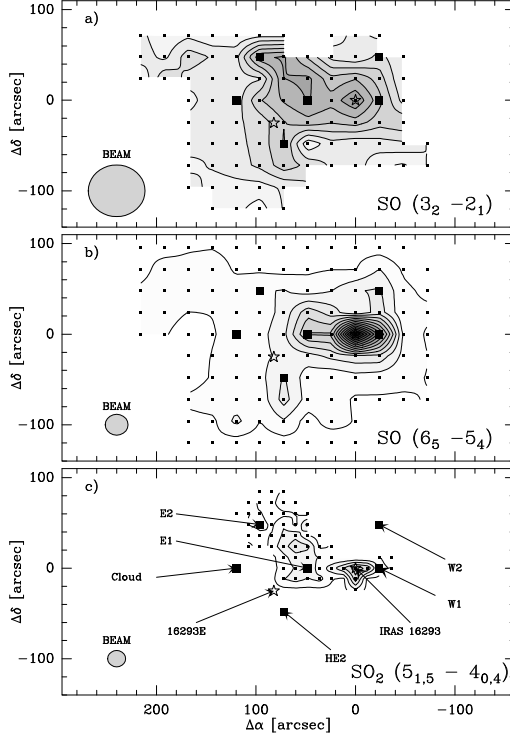 a)
100
0
-100
Δδ [arcsec]
BEAM
SO (3₂ −2₁)
b)
100
0
-100
Δδ [arcsec]
BEAM
SO (6₅ −5₄)
c)
100
0
-100
Δδ [arcsec]
E2
E1
Cloud
16293E
HE2
IRAS 16293
W1
W2
BEAM
SO₂ (5₁,₅ − 4₀,₄)
200 100 0 -100
Δα [arcsec]